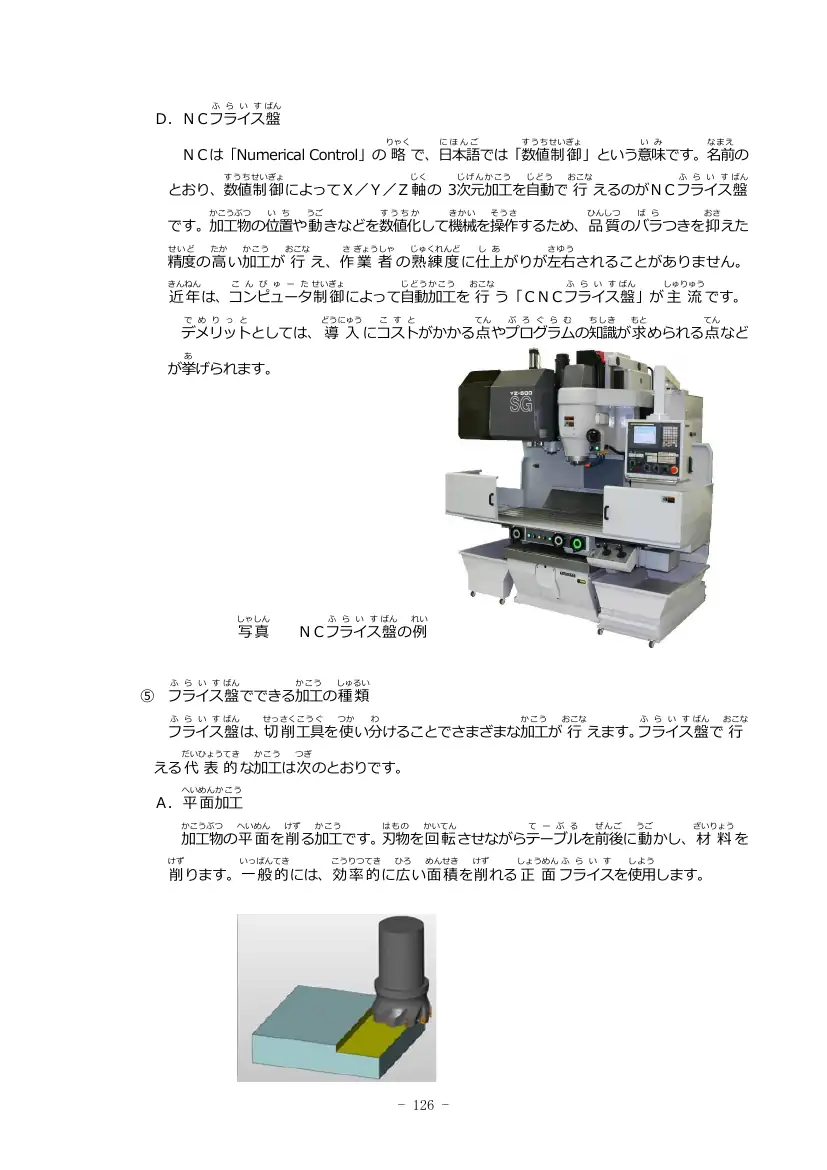 D．ＮＣフライス盤
ＮＣは「Numerical Control」の略で、日本語では「数値制御」という意味です。名前の
とおり、数値制御によってＸ／Ｙ／Ｚ軸の 3次元加工を自動で行えるのがＮＣフライス盤
です。加工物の位置や動きなどを数値化して機械を操作するため、品質のバラつきを抑えた
精度の高い加工が行え、作業者の熟練度に仕上がりが左右されることがありません。
近年は、コンピュータ制御によって自動加工を行う「ＣＮＣフライス盤」が主流です。
デメリットとしては、導入にコストがかかる点やプログラムの知識が求められる点など
が挙げられます。
YZ-500
SG
写真　　ＮＣフライス盤の例
⑤　フライス盤でできる加工の種類
フライス盤は、切削工具を使い分けることでさまざまな加工が行えます。フライス盤で行
える代表的な加工は次のとおりです。
A．平面加工
加工物の平面を削る加工です。刃物を回転させながらテーブルを前後に動かし、材料を
削ります。一般的には、効率的に広い面積を削れる正面フライスを使用します。
- 126 -